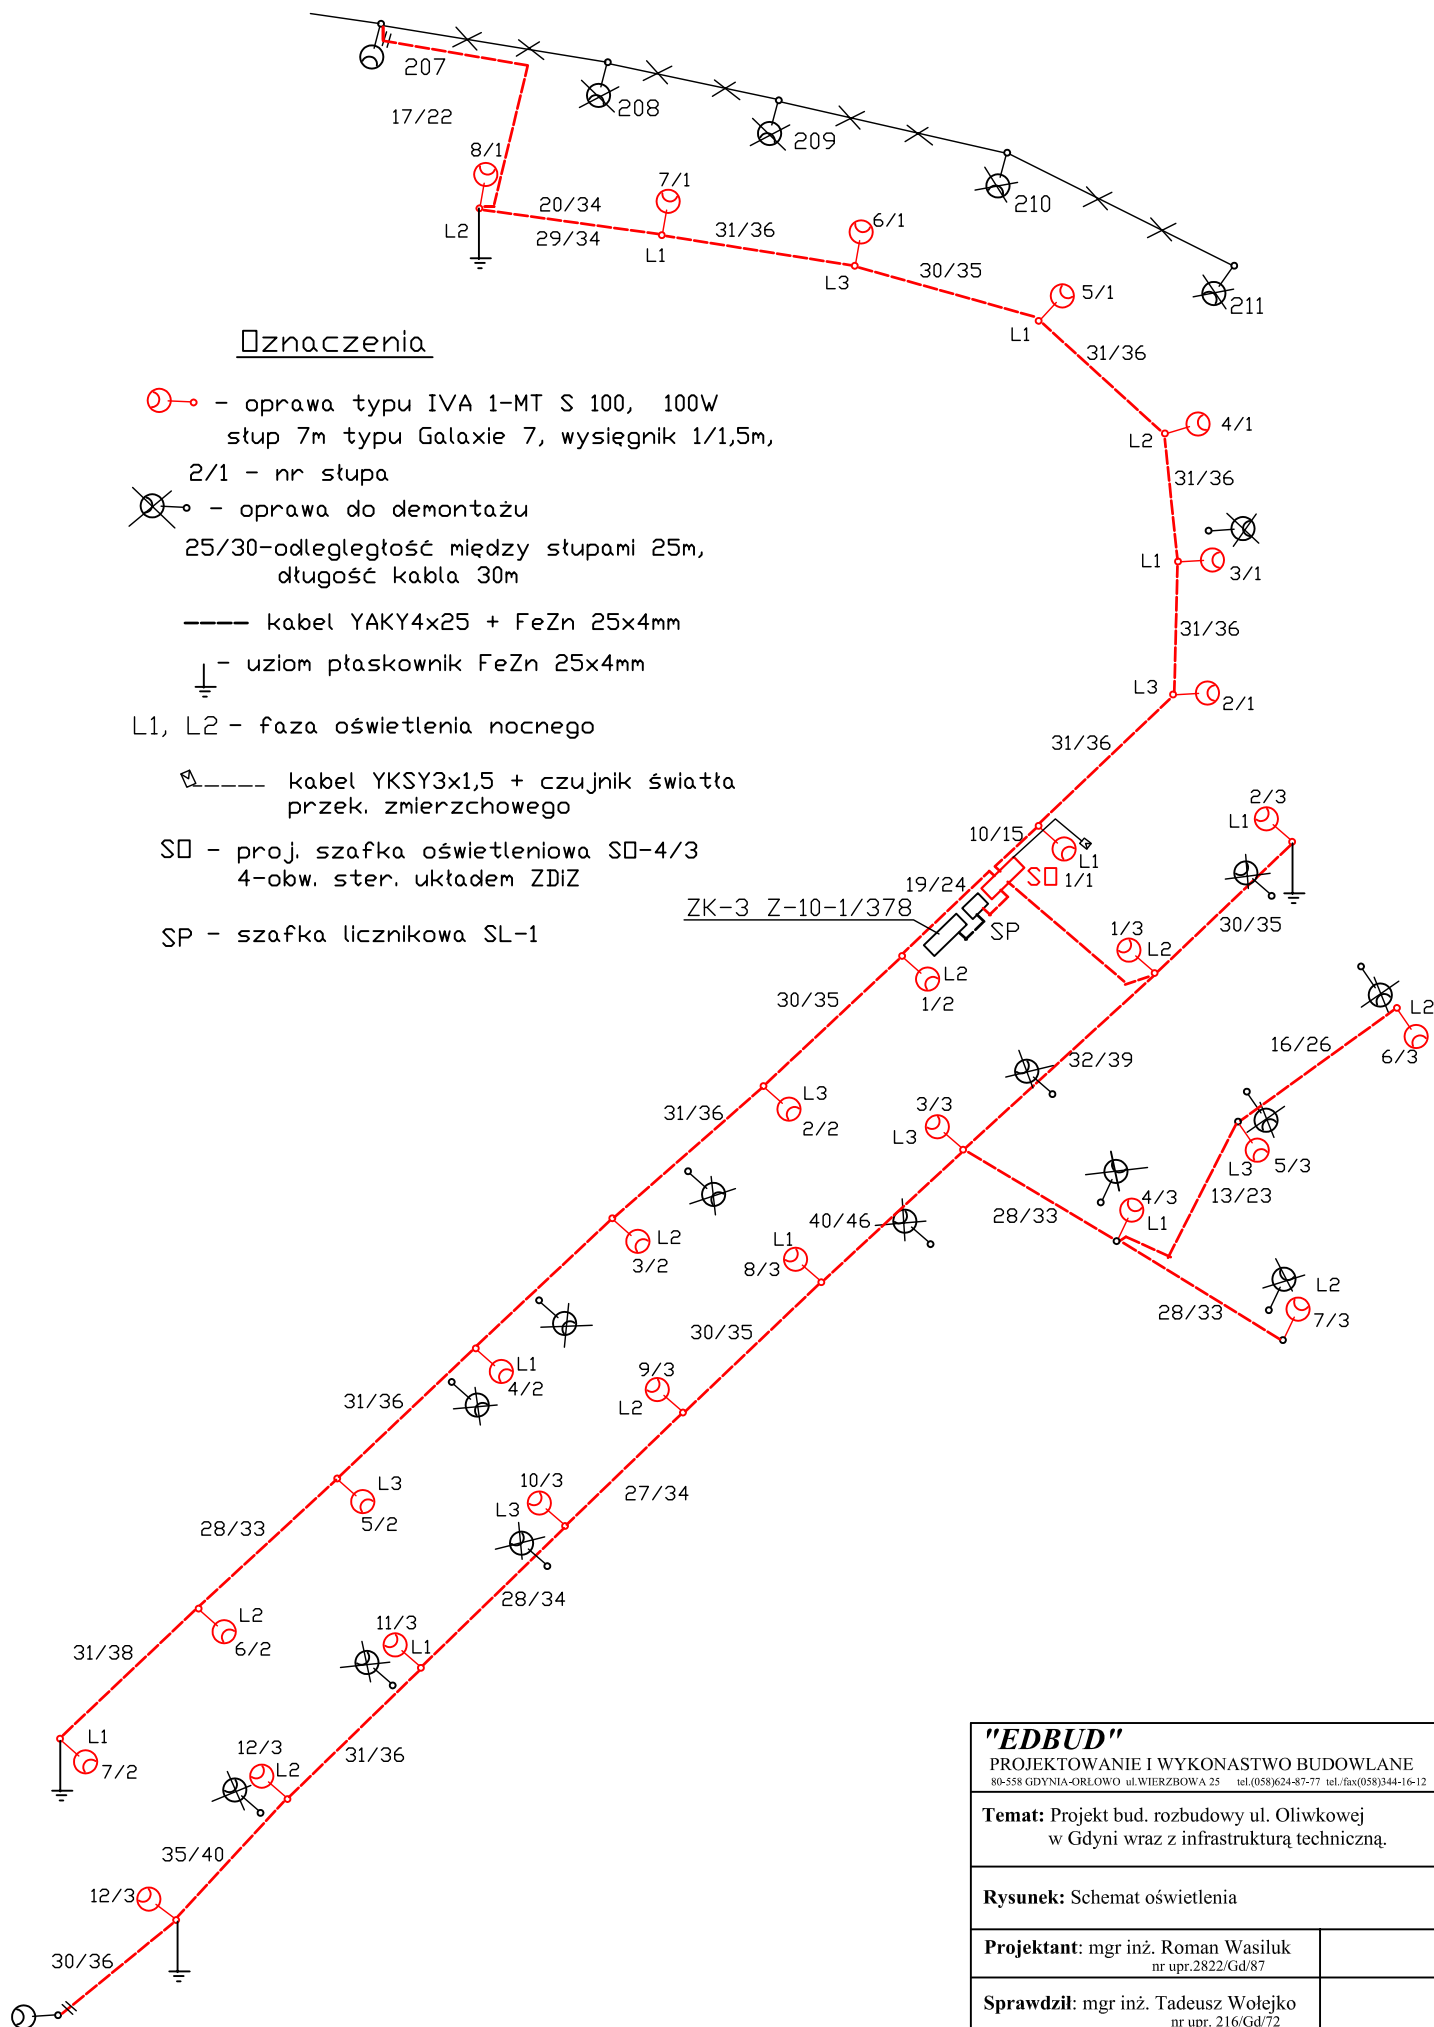 207
17/22
208
209
210
211
8/1
L2
20/34
29/34
7/1
L1
31/36
6/1
L3
30/35
5/1
L1
31/36
4/1
L2
31/36
L1
3/1
31/36
L3
2/1
31/36
Oznaczenia
- oprawa typu IVA 1-MT S 100, 100W
słup 7m typu Galaxie 7, wysięgnik 1/1,5m,
2/1 - nr słupa
- oprawa do demontażu
25/30-odlegległość między słupami 25m,
długość kabla 30m
kabel YAKY4x25 + FeZn 25x4mm
- uziom płaskownik FeZn 25x4mm
L1, L2 - faza oświetlenia nocnego
kabel YKSY3x1,5 + czujnik światła
przek. zmierzchowego
SO - proj. szafka oświetleniowa SO-4/3
4-obw. ster. układem ZDiZ
SP - szafka licznikowa SL-1
10/15
L1
1/1
SO
19/24
ZK-3 Z-10-1/378
SP
L2
1/2
2/3
L1
30/35
1/3
L2
30/35
L3
2/2
31/36
32/39
3/3
L3
L2
6/3
16/26
L3
5/3
13/23
4/3
L1
28/33
28/33
L2
7/3
40/46
L1
8/3
L2
3/2
30/35
9/3
L2
L1
4/2
31/36
27/34
10/3
L3
L3
5/2
28/33
28/34
11/3
L1
L2
6/2
31/38
31/36
12/3
L2
L1
7/2
35/40
12/3
30/36
"EDBUD"
PROJEKTOWANIE I WYKONASTWO BUDOWLANE
80-558 GDYNIA-ORŁOWO ul.WIERZBOWA 25 tel.(058)624-87-77 tel./fax(058)344-16-12
Temat: Projekt bud. rozbudowy ul. Oliwkowej
w Gdyni wraz z infrastrukturą techniczną.
Rysunek: Schemat oświetlenia
Projektant: mgr inż. Roman Wasiluk
nr upr.2822/Gd/87
Sprawdził: mgr inż. Tadeusz Wołejko
nr upr. 216/Gd/72